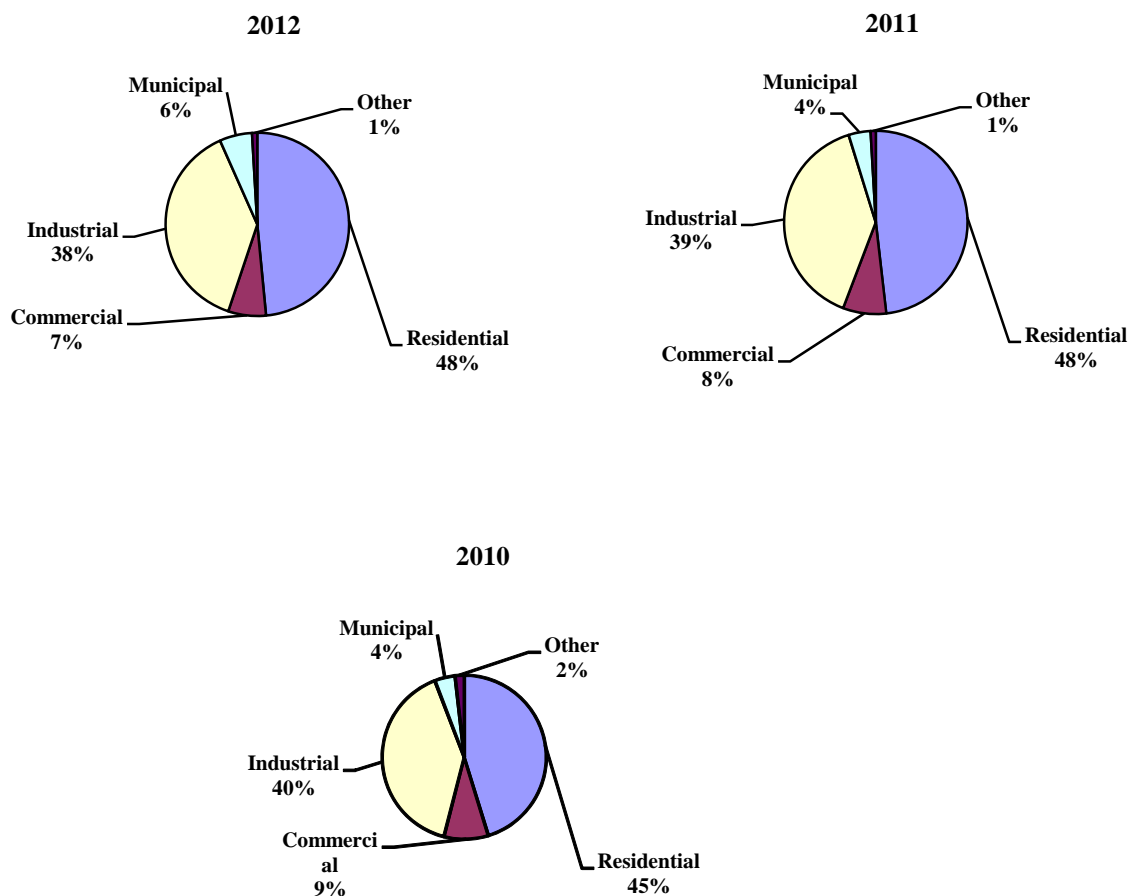 2012
Municipal
6%
Other
1%
Industrial
38%
Commercial
7%
Residential
48%
2011
Municipal
4%
Other
1%
Industrial
39%
Commercial
8%
Residential
48%
2010
Municipal
4%
Other
2%
Industrial
40%
Commerci
al
9%
Residential
45%